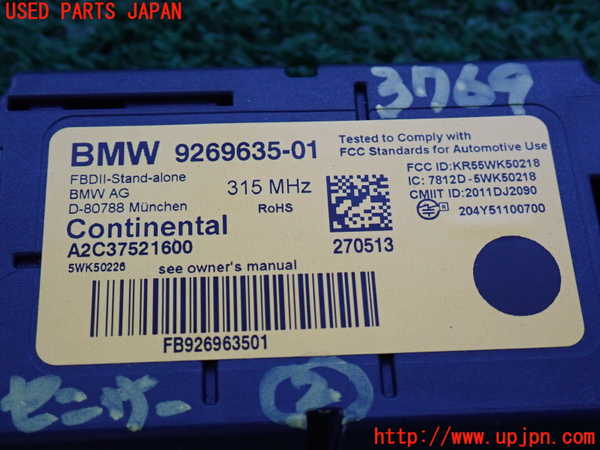 USED PARTS JAPAN
3769
BMW 9269635-01
Tested to Comply with
FCC Standards for Automotive Use
FBDII-Stand-alone
BMW AG
D-80788 München
315 MHz
RoHS
FCC ID:KR55WK50218
IC: 7812D-5WK50218
CMIIT ID:2011DJ2090
204Y51100700
Continental
A2C37521600
5WK50226
see owner's manual
270513
FB926963501
センサー
2
http://www.upjpn.com/